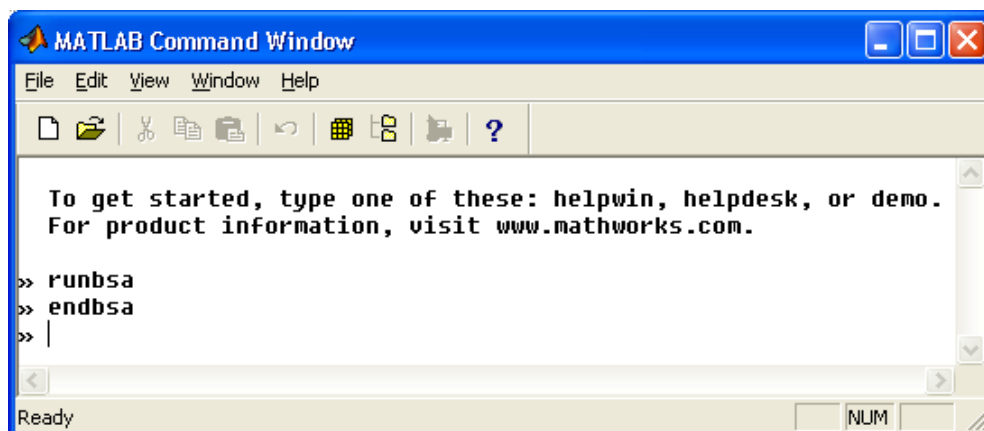 MATLAB Command Window
File Edit View Window Help
?
To get started, type one of these: helpwin, helpdesk, or demo.
For product information, visit www.mathworks.com.
» runbsa
» endbsa
»
Ready NUM